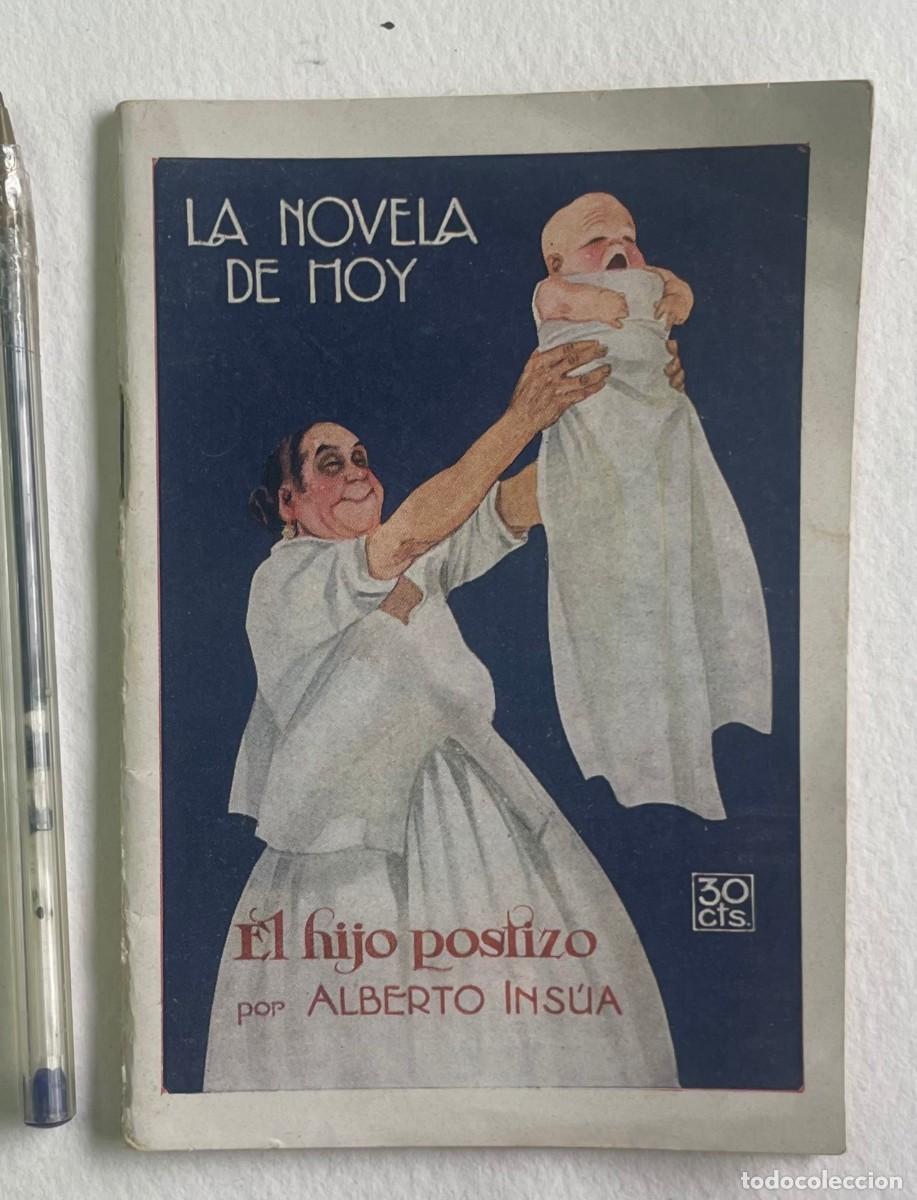 LA NOVELA
DE HOY
30
cts.
El hijo postizo
por ALBERTO INSÚA
todocoleccion